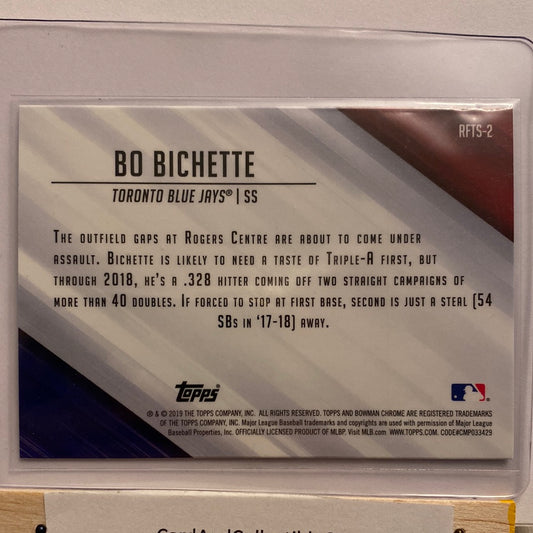 RFTS-2
BO BICHETTE
TORONTO BLUE JAYS® | SS
THE OUTFIELD GAPS AT ROGERS CENTRE ARE ABOUT TO COME UNDER
ASSAULT. BICHETTE IS LIKELY TO NEED A TASTE OF TRIPLE-A FIRST, BUT
THROUGH 2018, HE'S A .328 HITTER COMING OFF TWO STRAIGHT CAMPAIGNS OF
MORE THAN 40 DOUBLES. IF FORCED TO STOP AT FIRST BASE, SECOND IS JUST A STEAL (54
SBS IN '17-18) AWAY.
Topps
® & © 2019 THE TOPPS COMPANY, INC. ALL RIGHTS RESERVED. TOPPS AND BOWMAN CHROME ARE REGISTERED TRADEMARKS
OF THE TOPPS COMPANY, INC. Major League Baseball trademarks and copyrights are used with permission of Major League
Baseball Properties, Inc. OFFICIALLY LICENSED PRODUCT OF MLBP. Visit MLB.com. WWW.TOPPS.COM. CODE#CMP033429